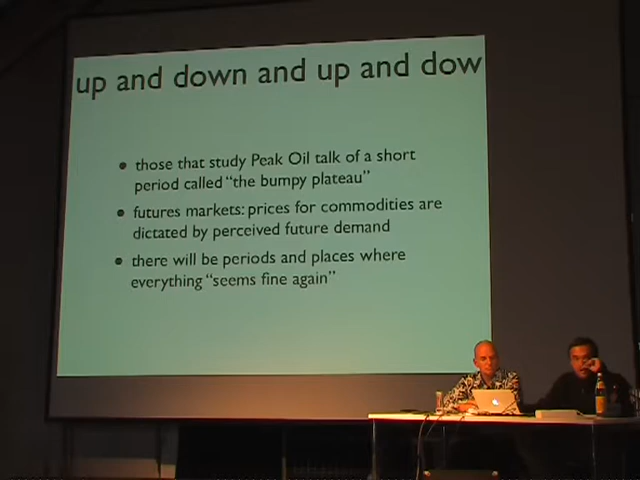 up and down and up and dow
• those that study Peak Oil talk of a short
period called “the bumpy plateau”
• futures markets: prices for commodities are
dictated by perceived future demand
• there will be periods and places where
everything “seems fine again”